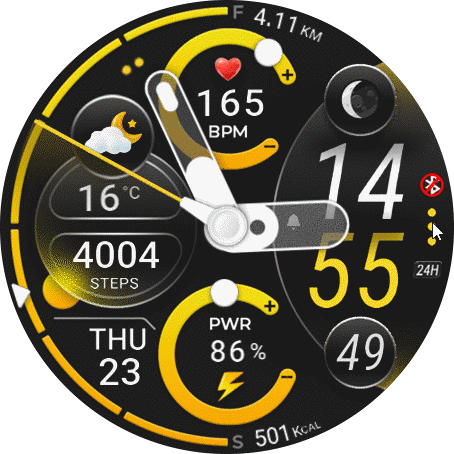 F 4.11 KM
165
BPM
+
-
16°C
4004
STEPS
14
55
24H
49
THU
23
PWR
86%
+
-
S 501 KCAL